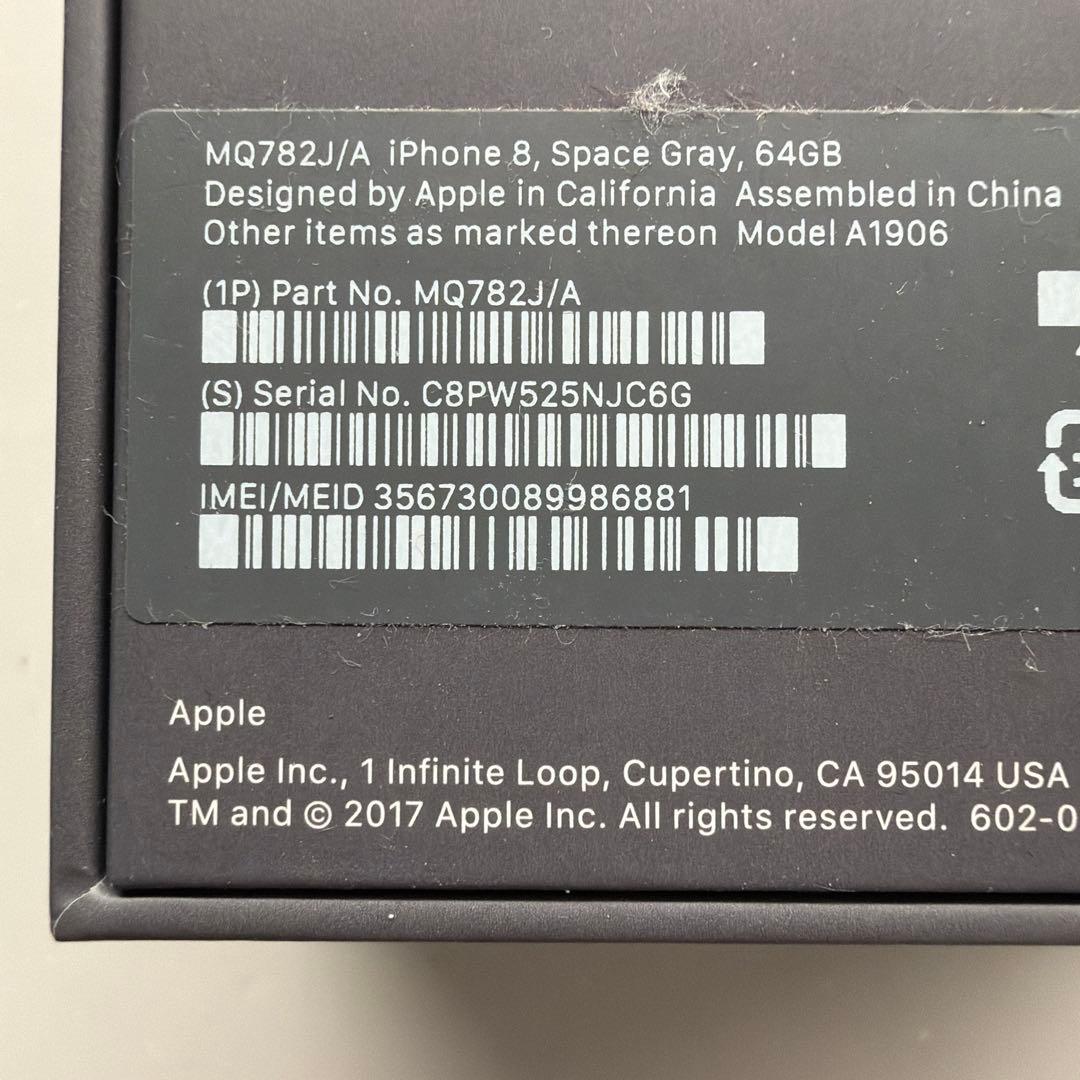 MQ782J/A iPhone 8, Space Gray, 64GB
Designed by Apple in California Assembled in China
Other items as marked thereon Model A1906
(1P) Part No. MQ782J/A
(S) Serial No. C8PW525NJC6G
IMEI/MEID 356730089986881
Apple
Apple Inc., 1 Infinite Loop, Cupertino, CA 95014 USA
TM and © 2017 Apple Inc. All rights reserved. 602-0